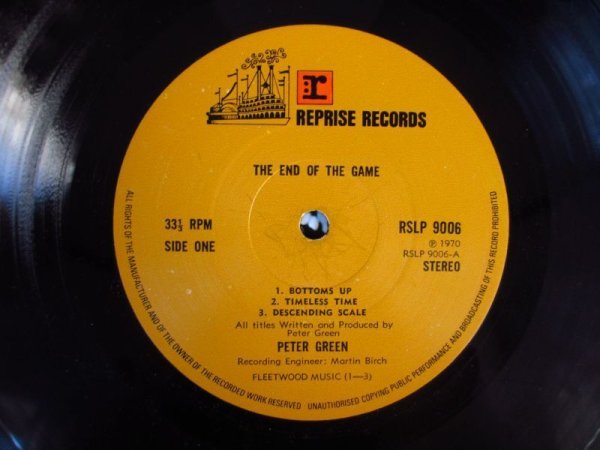 r
REPRISE RECORDS
THE END OF THE GAME
33⅓ RPM
SIDE ONE
RSLP 9006
℗ 1970
RSLP 9006-A
STEREO
1. BOTTOMS UP
2. TIMELESS TIME
3. DESCENDING SCALE
All titles Written and Produced by
Peter Green
PETER GREEN
Recording Engineer: Martin Birch
FLEETWOOD MUSIC (1—3)
ALL RIGHTS OF THE MANUFACTURER AND OF THE OWNER OF THE RECORDED WORK RESERVED UNAUTHORISED COPYING PUBLIC PERFORMANCE AND BROADCASTING OF THIS RECORD PROHIBITED